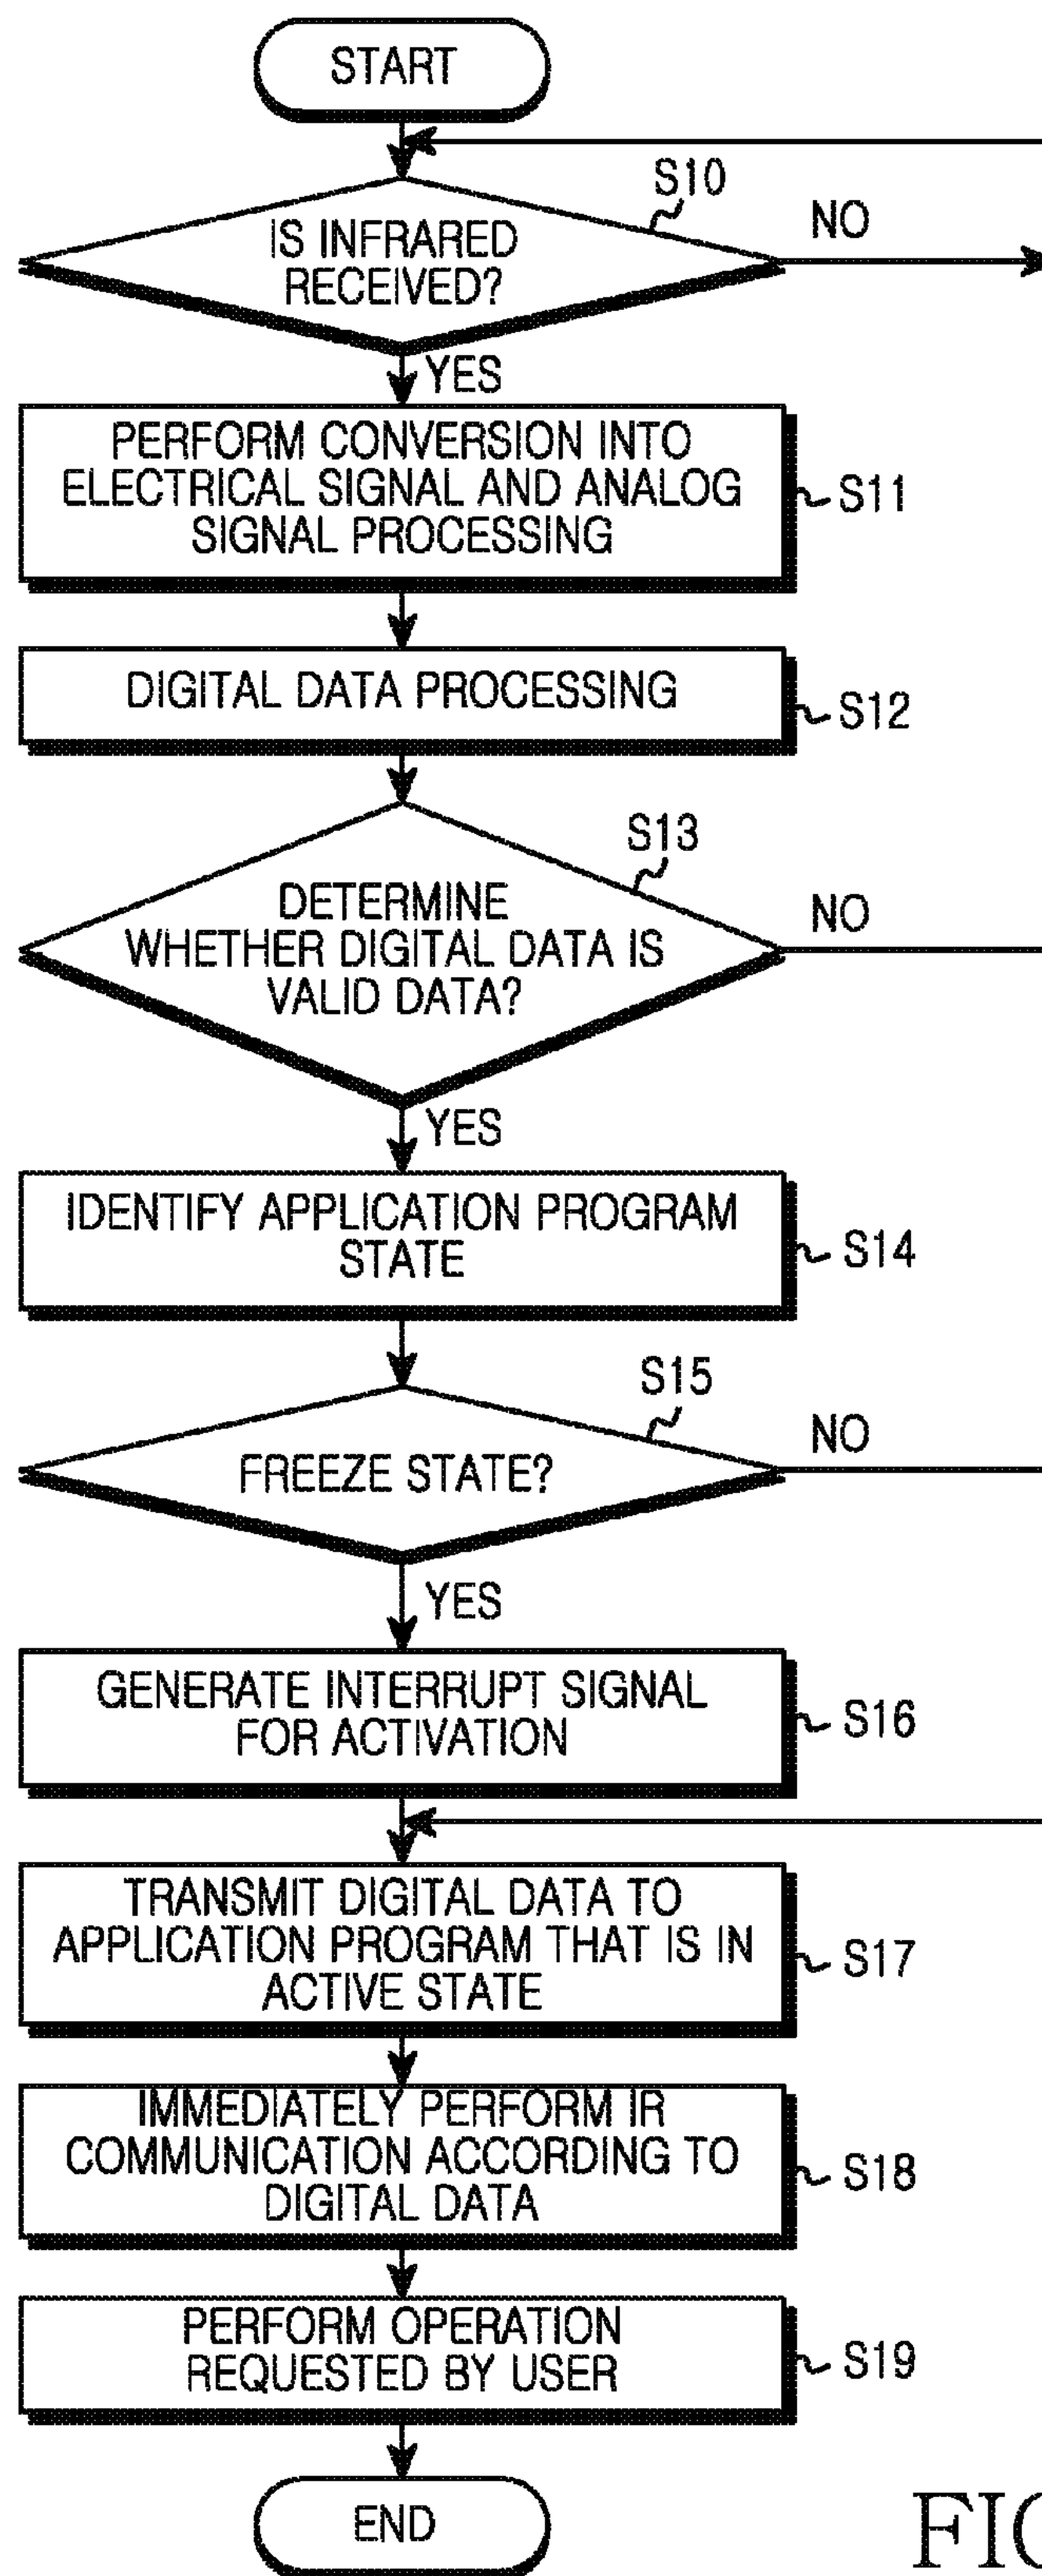 START
S10
IS INFRARED
RECEIVED?
NO
YES
PERFORM CONVERSION INTO
ELECTRICAL SIGNAL AND ANALOG
SIGNAL PROCESSING
S11
DIGITAL DATA PROCESSING
S12
S13
DETERMINE
WHETHER DIGITAL DATA IS
VALID DATA?
NO
YES
IDENTIFY APPLICATION PROGRAM
STATE
S14
S15
FREEZE STATE?
NO
YES
GENERATE INTERRUPT SIGNAL
FOR ACTIVATION
S16
TRANSMIT DIGITAL DATA TO
APPLICATION PROGRAM THAT IS IN
ACTIVE STATE
S17
IMMEDIATELY PERFORM IR
COMMUNICATION ACCORDING TO
DIGITAL DATA
S18
PERFORM OPERATION
REQUESTED BY USER
S19
END